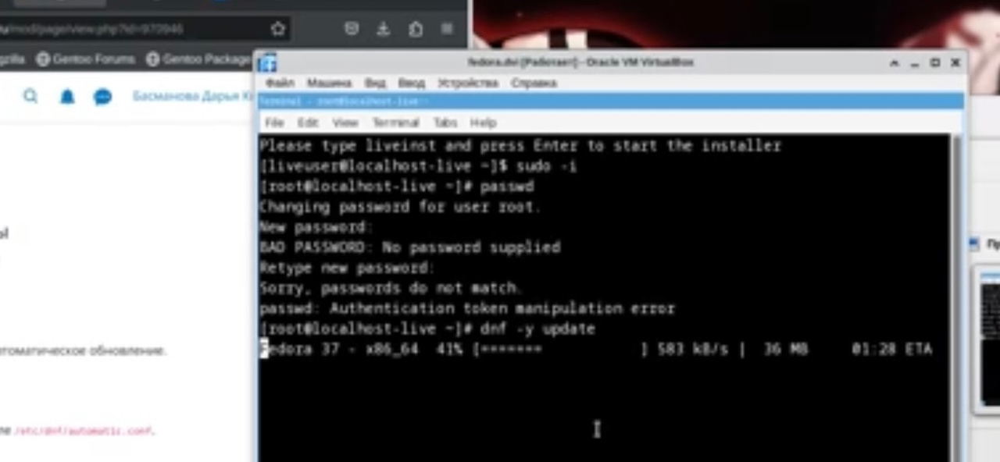 /mod/page/view.php?id=970946
Gentoo Forums
Gentoo Package
fedora.dvi [Работает] - Oracle VM VirtualBox
Файл Машина Вид Ввод Устройства Справка
Басманова Дарья
Terminal - root@localhost-live:~
File Edit View Terminal Tabs Help
Please type liveinst and press Enter to start the installer
[liveuser@localhost-live ~]$ sudo -i
[root@localhost-live ~]# passwd
Changing password for user root.
New password:
BAD PASSWORD: No password supplied
Retype new password:
Sorry, passwords do not match.
passwd: Authentication token manipulation error
[root@localhost-live ~]# dnf -y update
Fedora 37 - x86_64 41% [======= ] 583 kB/s | 36 MB 01:28 ETA
обновление.
/etc/dnf/automatic.conf.